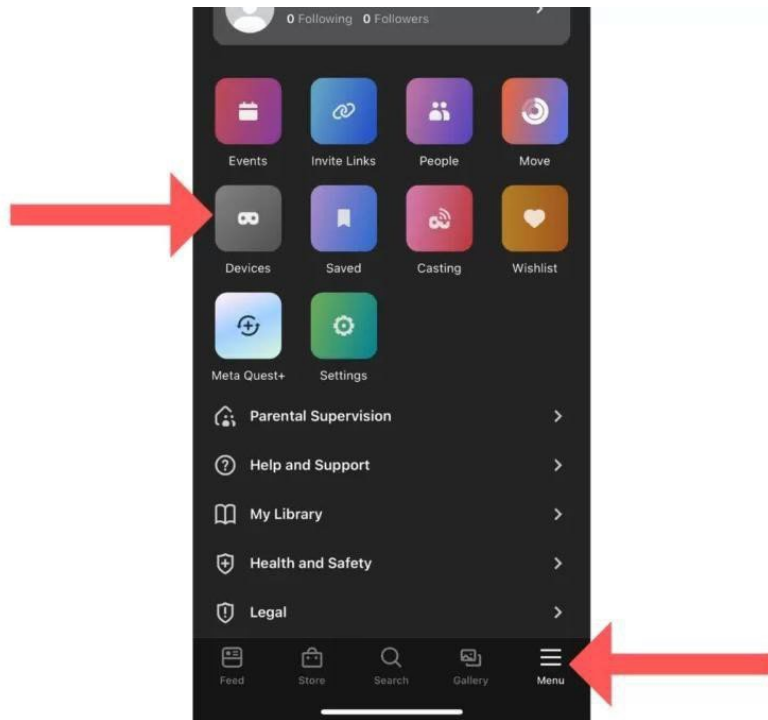 0 Following 0 Followers
Events Invite Links People Move
Devices Saved Casting Wishlist
Meta Quest+ Settings
Parental Supervision
Help and Support
My Library
Health and Safety
Legal
Feed Store Search Gallery Menu